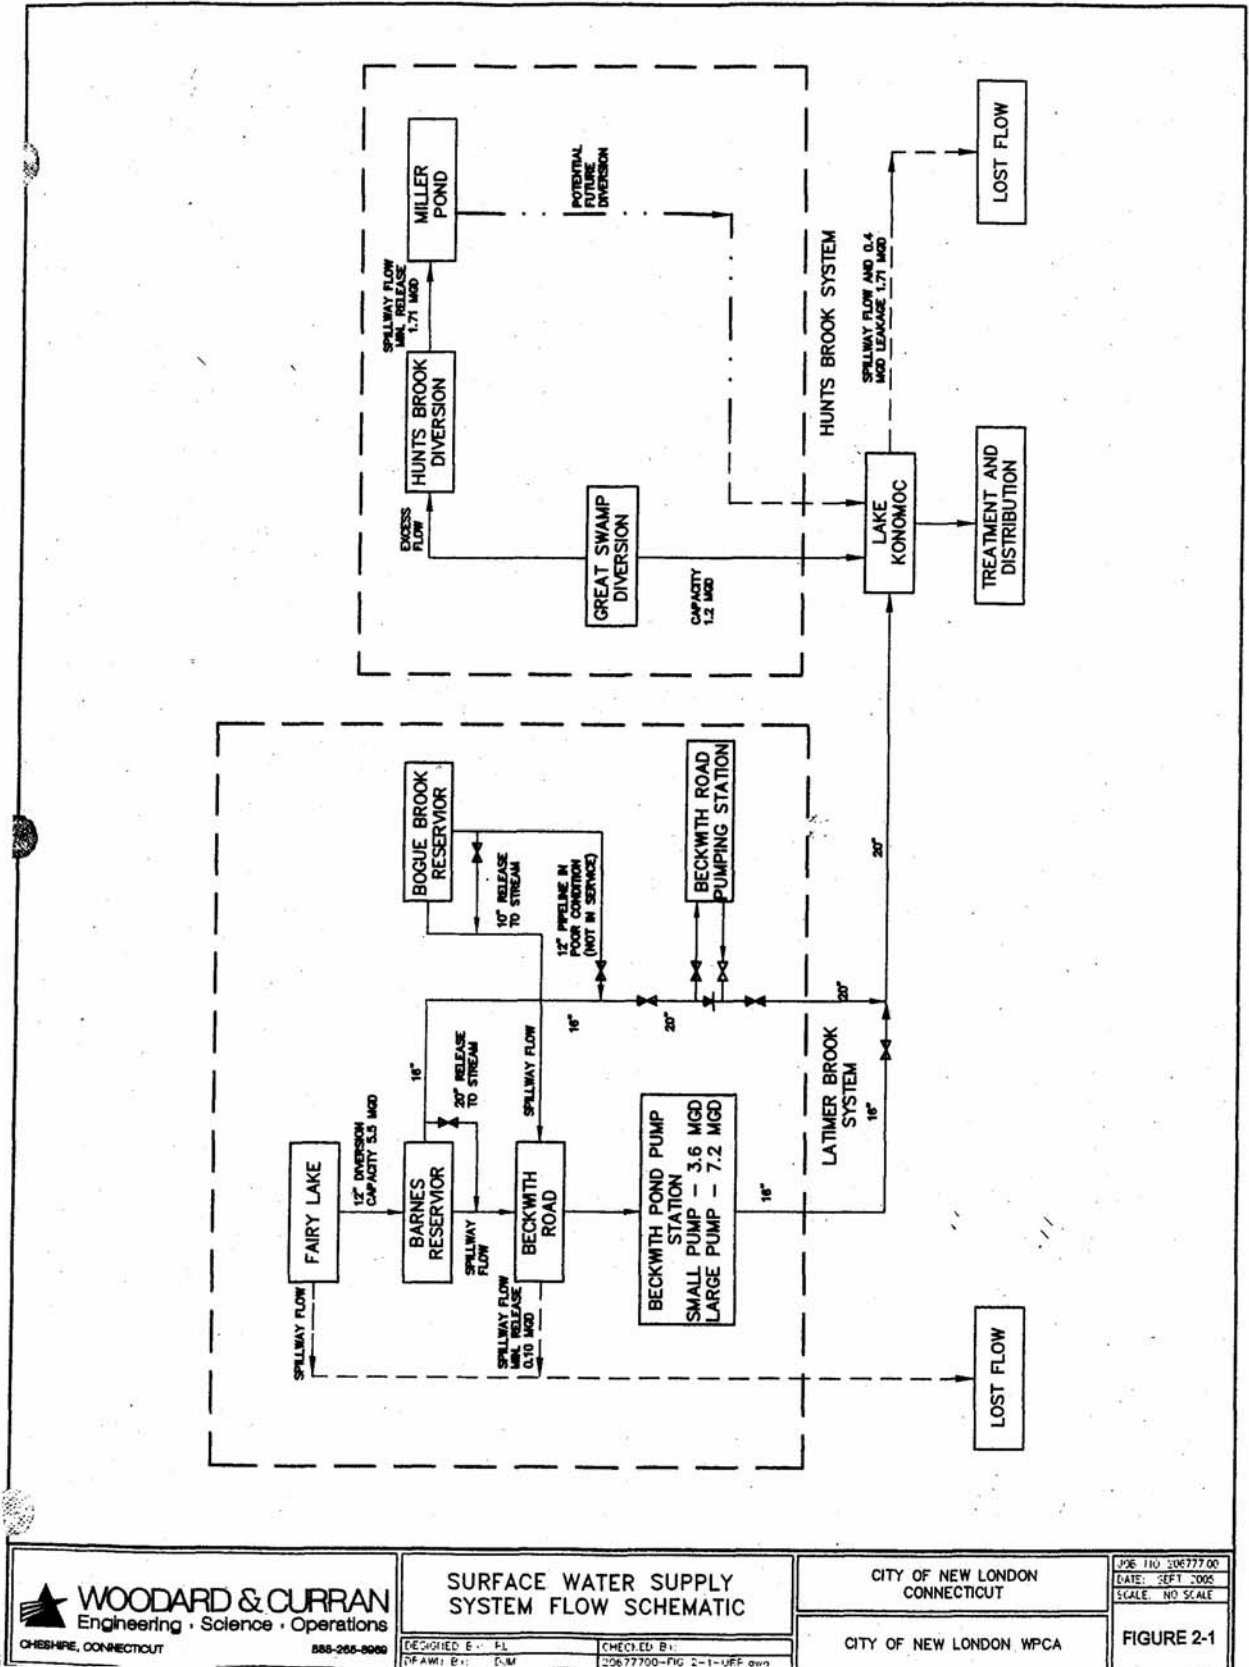 FAIRY LAKE
SPILLWAY FLOW
12" DIVERSION
CAPACITY 5.5 MGD
BARNES
RESERVIOR
16"
20" RELEASE
TO STREAM
SPILLWAY
FLOW
BECKWITH
ROAD
SPILLWAY FLOW
MIN. RELEASE
0.10 MGD
BOGUE BROOK
RESERVIOR
10" RELEASE
TO STREAM
SPILLWAY FLOW
12" PIPELINE IN
POOR CONDITION
(NOT IN SERVICE)
16"
20"
BECKWITH ROAD
PUMPING STATION
20"
BECKWITH POND PUMP
STATION
SMALL PUMP – 3.6 MGD
LARGE PUMP – 7.2 MGD
16"
LATIMER BROOK
SYSTEM
16"
20"
LOST FLOW
MILLER
POND
SPILLWAY FLOW
MIN. RELEASE
1.71 MGD
HUNTS BROOK
DIVERSION
EXCESS
FLOW
POTENTIAL
FUTURE
DIVERSION
GREAT SWAMP
DIVERSION
CAPACITY
1.2 MGD
HUNTS BROOK SYSTEM
LAKE
KONOMOC
SPILLWAY FLOW AND 0.4
MGD LEAKAGE 1.71 MGD
LOST FLOW
TREATMENT AND
DISTRIBUTION
WOODARD & CURRAN
Engineering · Science · Operations
CHESHIRE, CONNECTICUT
888-265-8969
SURFACE WATER SUPPLY
SYSTEM FLOW SCHEMATIC
DESIGNED BY:
CHECKED BY:
DRAWN BY: DJM
CITY OF NEW LONDON
CONNECTICUT
CITY OF NEW LONDON WPCA
JOB NO 206777.00
DATE: SEPT 2005
SCALE: NO SCALE
FIGURE 2-1